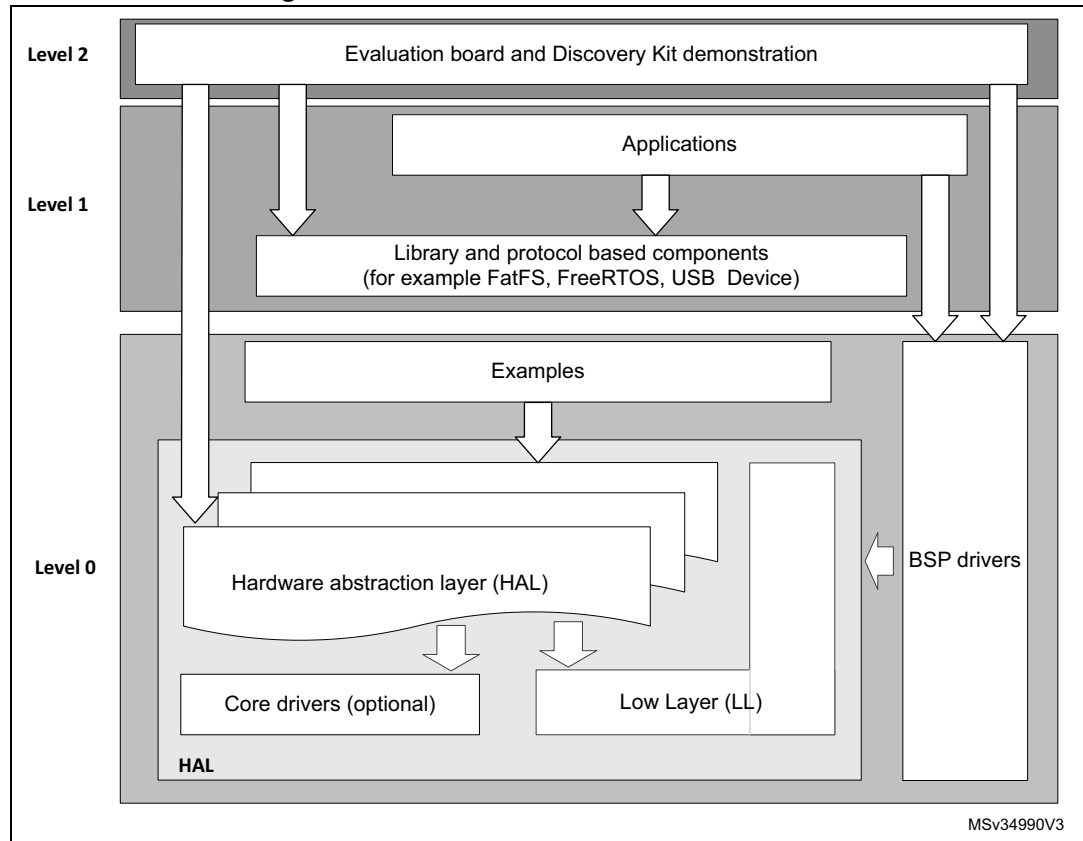 Level 2
Evaluation board and Discovery Kit demonstration
Applications
Level 1
Library and protocol based components
(for example FatFS, FreeRTOS, USB Device)
Examples
Level 0
BSP drivers
Hardware abstraction layer (HAL)
Core drivers (optional)
Low Layer (LL)
HAL
MSv34990V3